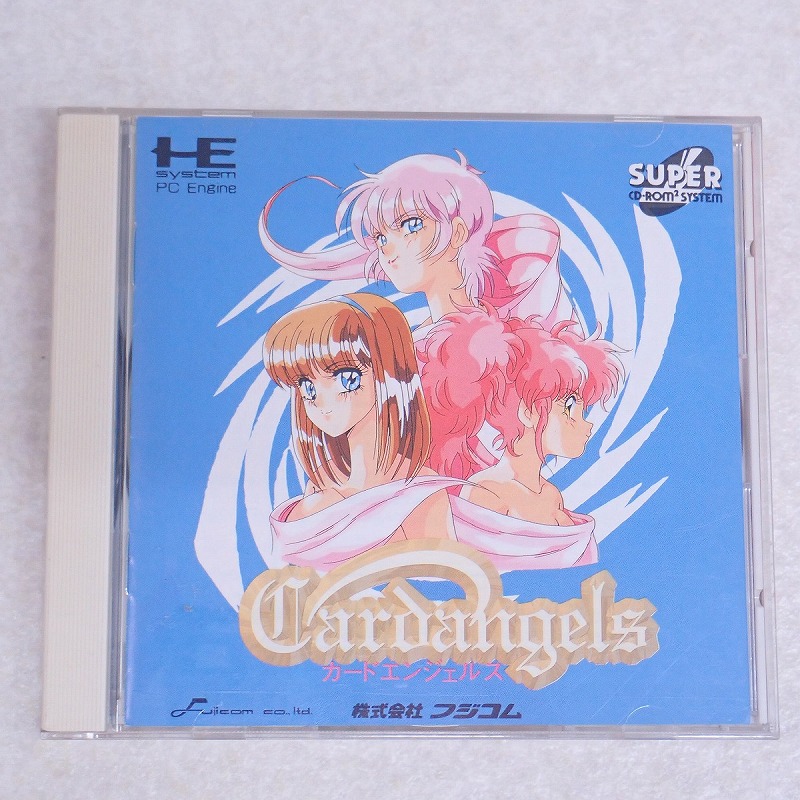 HE
system
PC Engine
SUPER
CD-ROM² SYSTEM
Cardangels
カードエンジェルス
Fujicom co.,ltd.
株式会社 フジコム